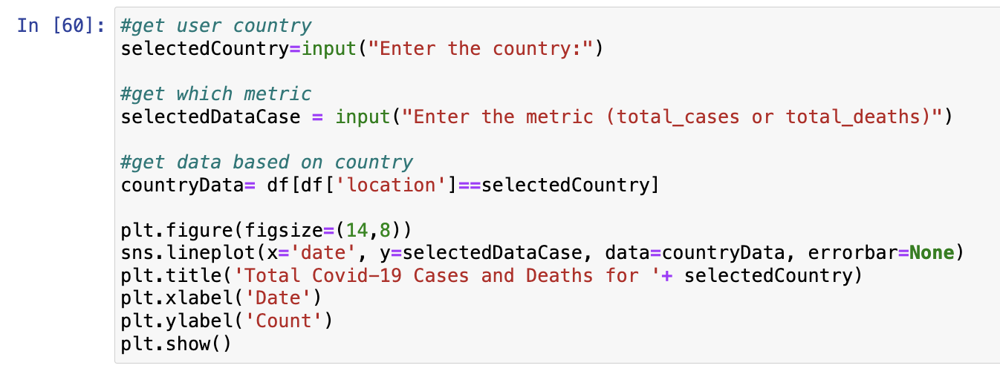 In [60]:
#get user country
selectedCountry=input("Enter the country:")
#get which metric
selectedDataCase = input("Enter the metric (total_cases or total_deaths)")
#get data based on country
countryData= df[df['location']==selectedCountry]
plt.figure(figsize=(14,8))
sns.lineplot(x='date', y=selectedDataCase, data=countryData, errorbar=None)
plt.title('Total Covid-19 Cases and Deaths for '+ selectedCountry)
plt.xlabel('Date')
plt.ylabel('Count')
plt.show()